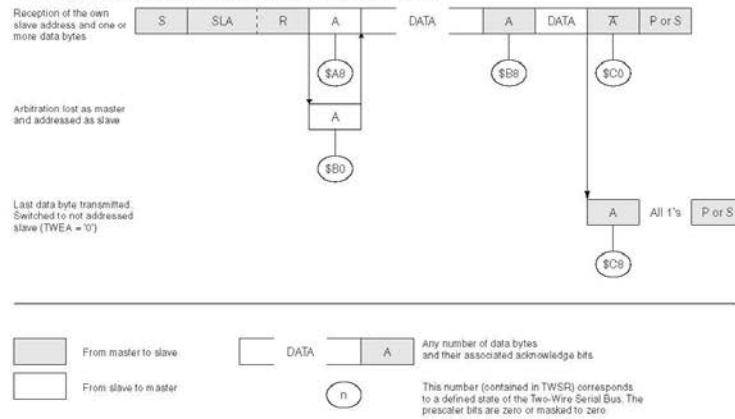 Reception of the own
slave address and one or
more data bytes
S SLA R A DATA A DATA A P or S
$A8 $B8 $C0
Arbitration lost as master
and addressed as slave
A
$B0
Last data byte transmitted.
Switched to not addressed
slave (TWEA = '0')
A All 1's P or S
$C8
From master to slave
DATA A
Any number of data bytes
and their associated acknowledge bits
From slave to master
n
This number (contained in TWSR) corresponds
to a defined state of the Two-Wire Serial Bus. The
prescaler bits are zero or masked to zero